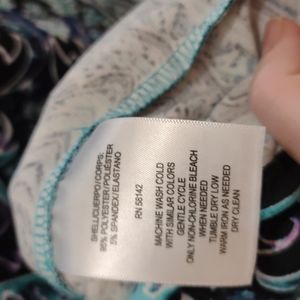 SHELL/CUERPO/CORPS:
95% POLYESTER/POLIÉSTER
5% SPANDEX/ELASTANO
RN 58142
MACHINE WASH COLD
WITH SIMILAR COLORS
GENTLE CYCLE
ONLY NON-CHLORINE BLEACH
WHEN NEEDED
TUMBLE DRY LOW
WARM IRON AS NEEDED
DRY CLEAN